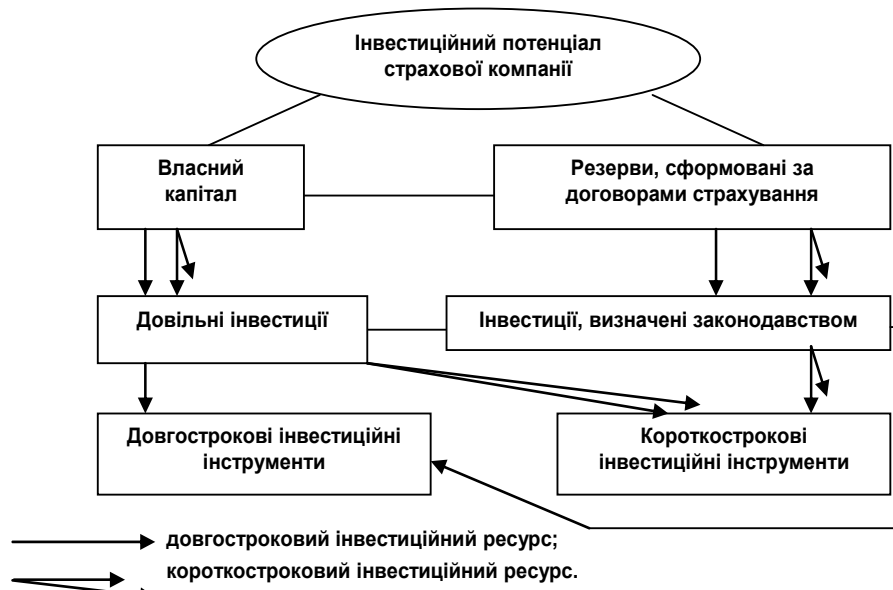 Інвестиційний потенціал
страхової компанії
Власний
капітал
Резерви, сформовані за
договорами страхування
Довільні інвестиції
Інвестиції, визначені законодавством
Довгострокові інвестиційні
інструменти
Короткострокові
інвестиційні інструменти
довгостроковий інвестиційний ресурс;
короткостроковий інвестиційний ресурс.